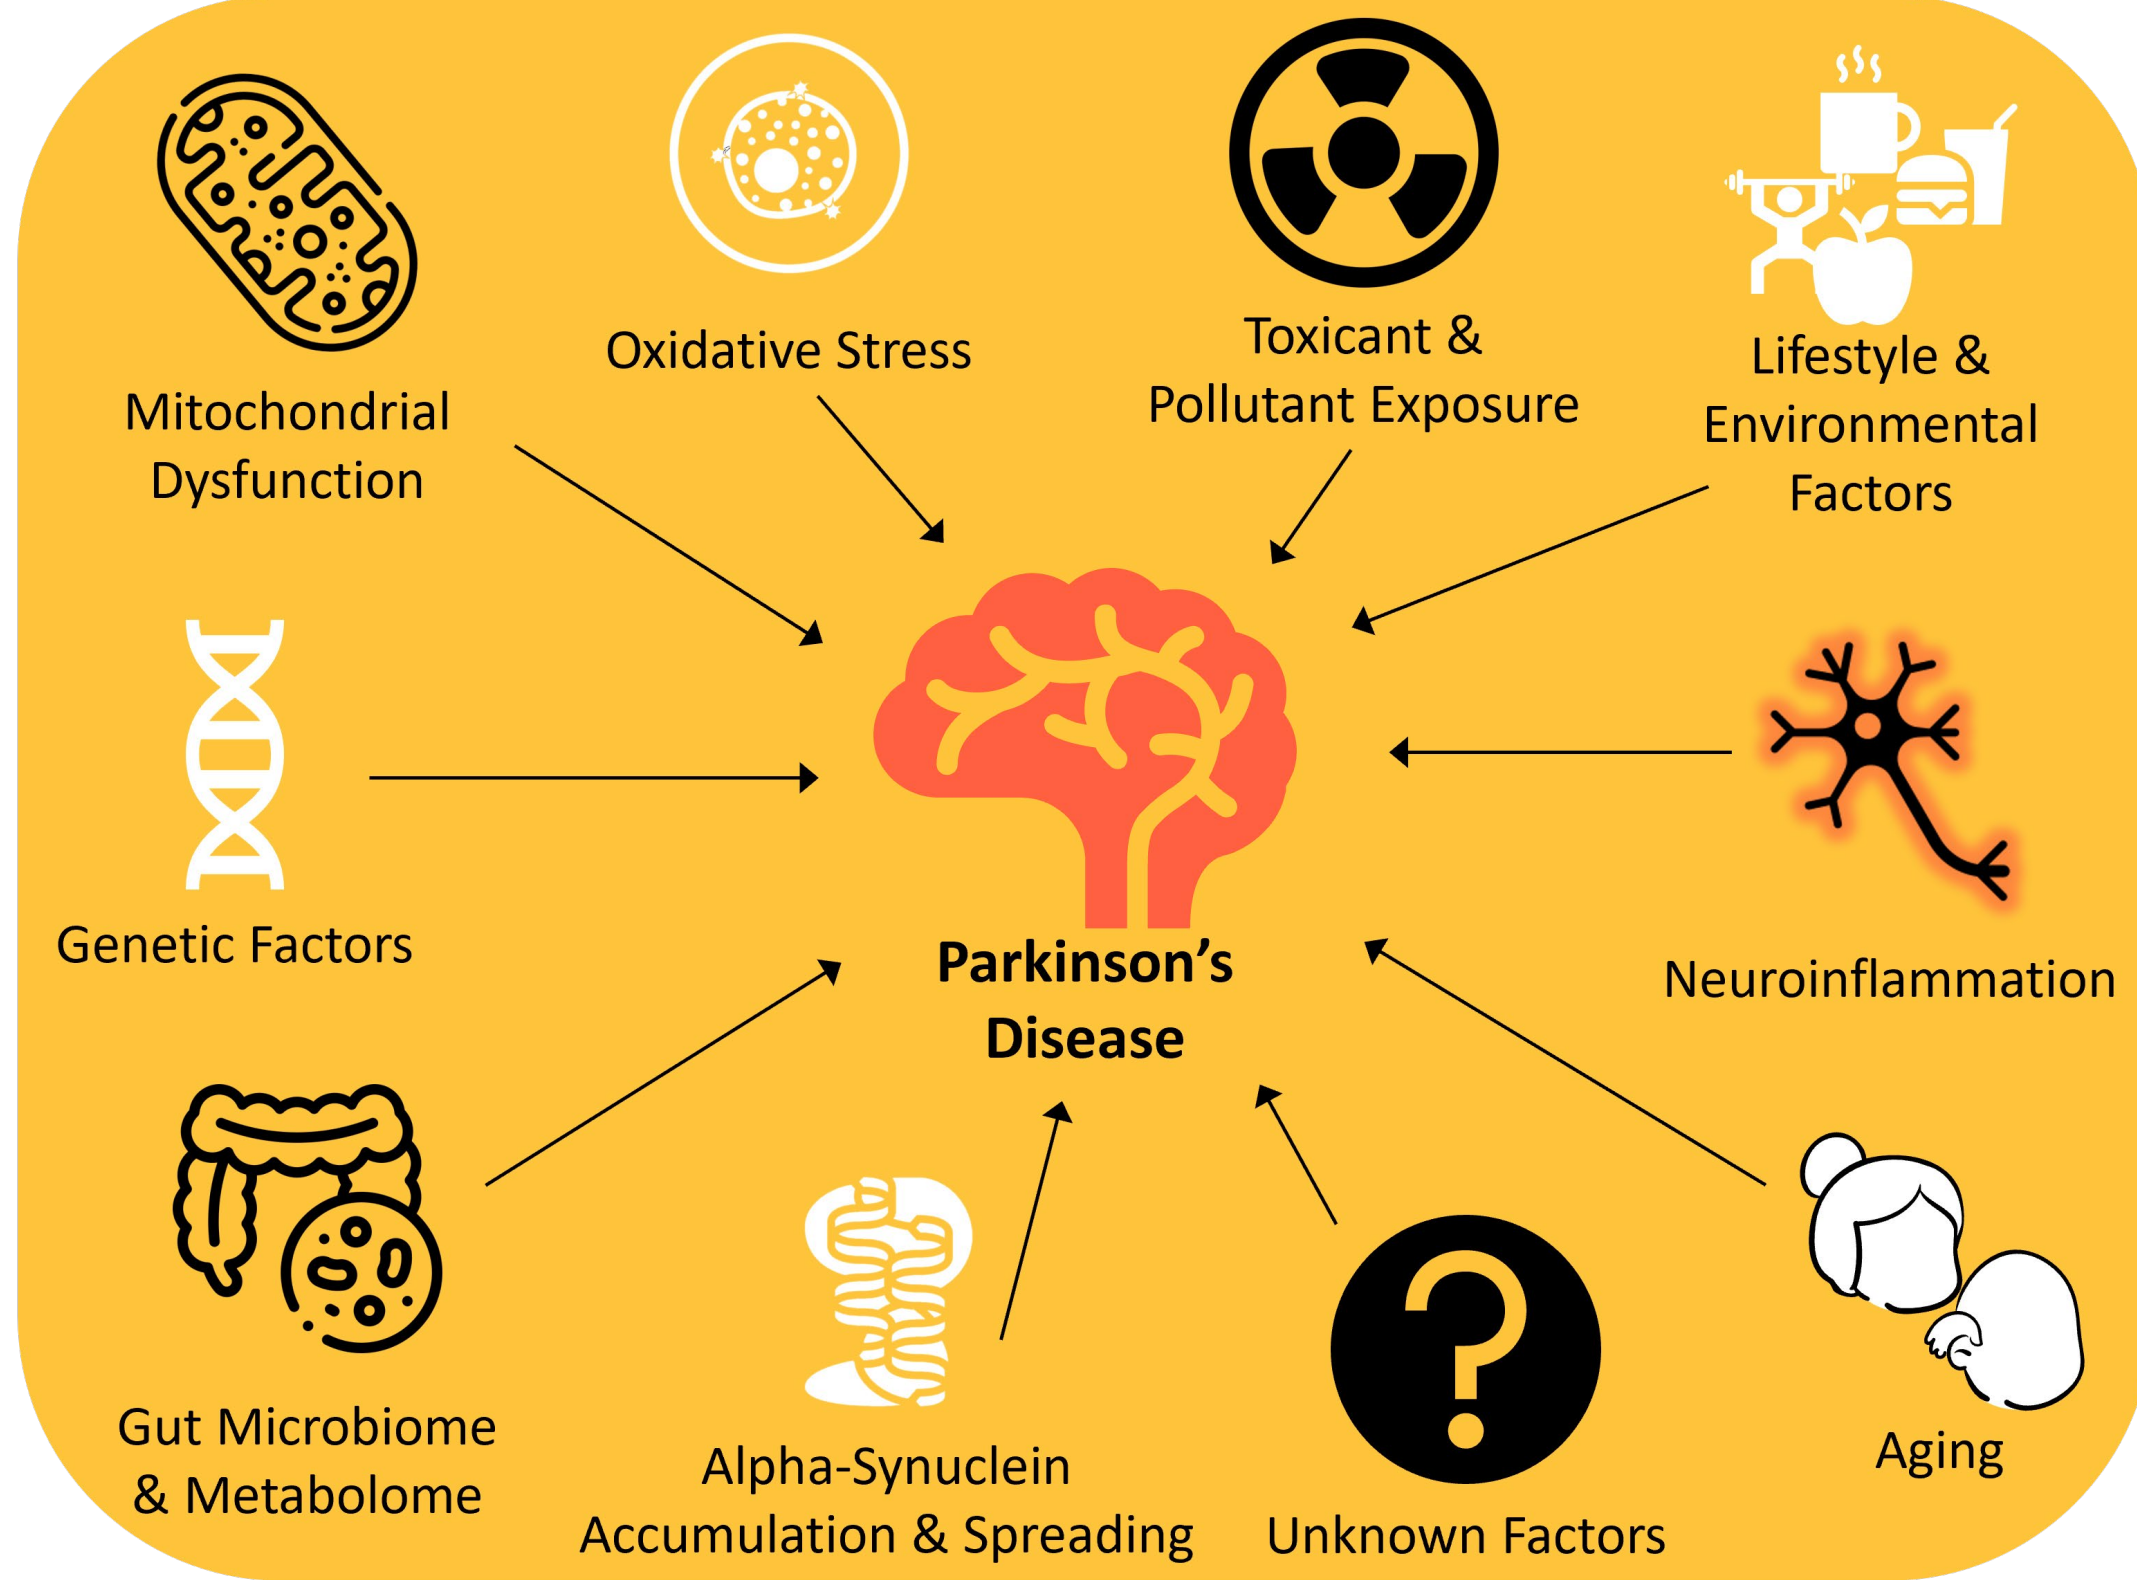 Oxidative Stress
Toxicant &
Pollutant Exposure
Lifestyle &
Environmental
Factors
Mitochondrial
Dysfunction
Genetic Factors
Parkinson’s
Disease
Neuroinflammation
Gut Microbiome
& Metabolome
Alpha-Synuclein
Accumulation & Spreading
Unknown Factors
Aging